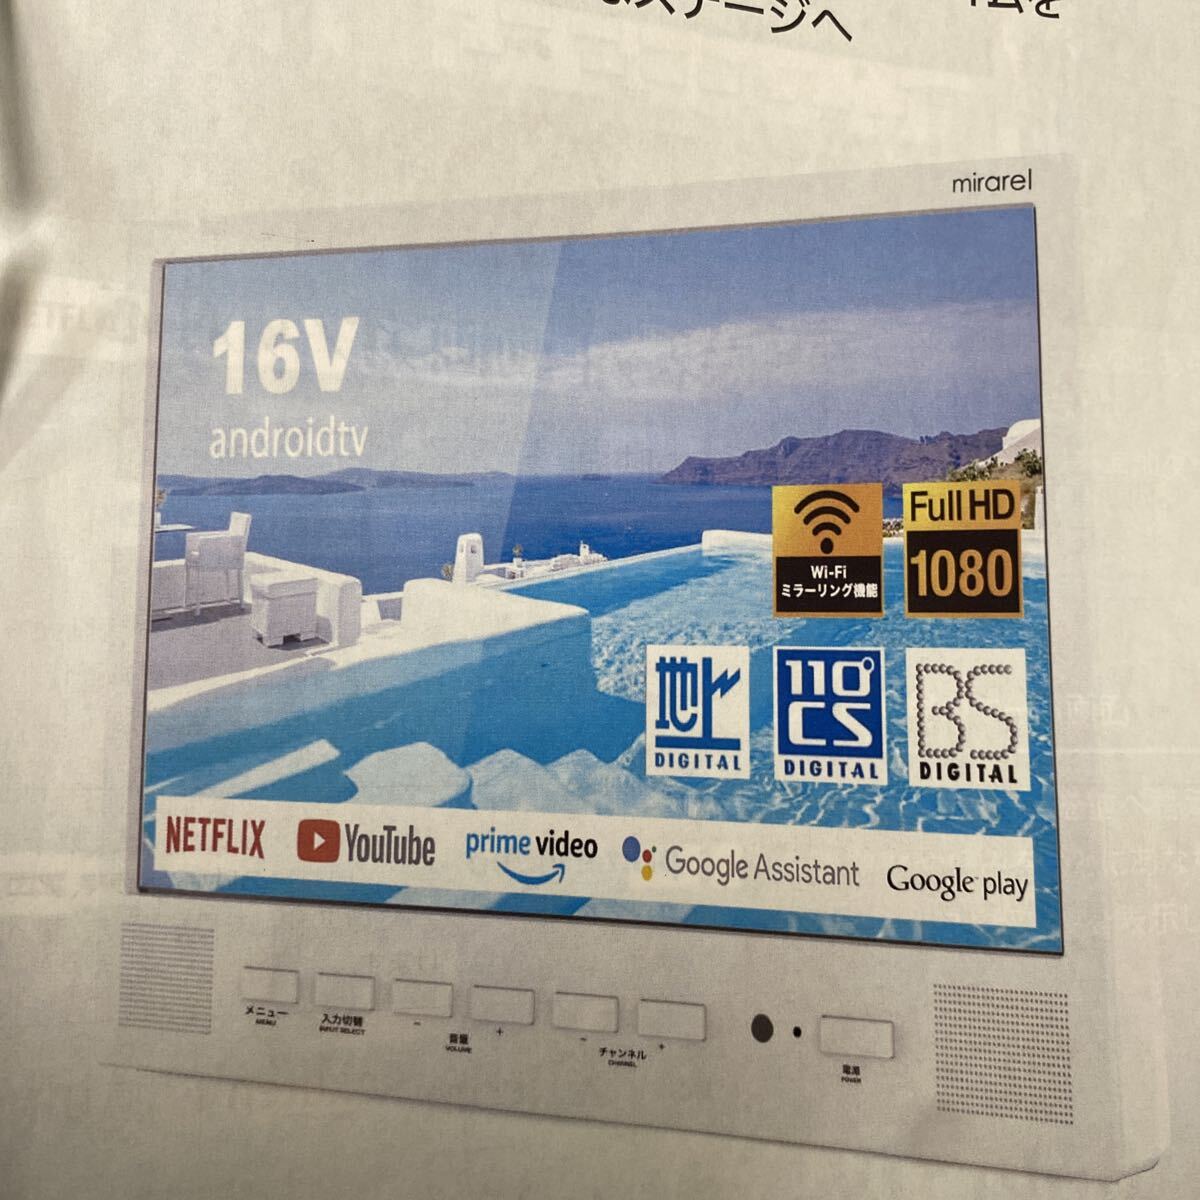 ステージへ
mirarel
16V
androidtv
Wi-Fi
ミラーリング機能
Full HD
1080
地上
DIGITAL
110°
CS
DIGITAL
BS
DIGITAL
NETFLIX
YouTube
prime video
Google Assistant
Google play
メニュー
MENU
入力切替
INPUT SELECT
− +
音量
VOLUME
− +
チャンネル
CHANNEL
電源
POWER